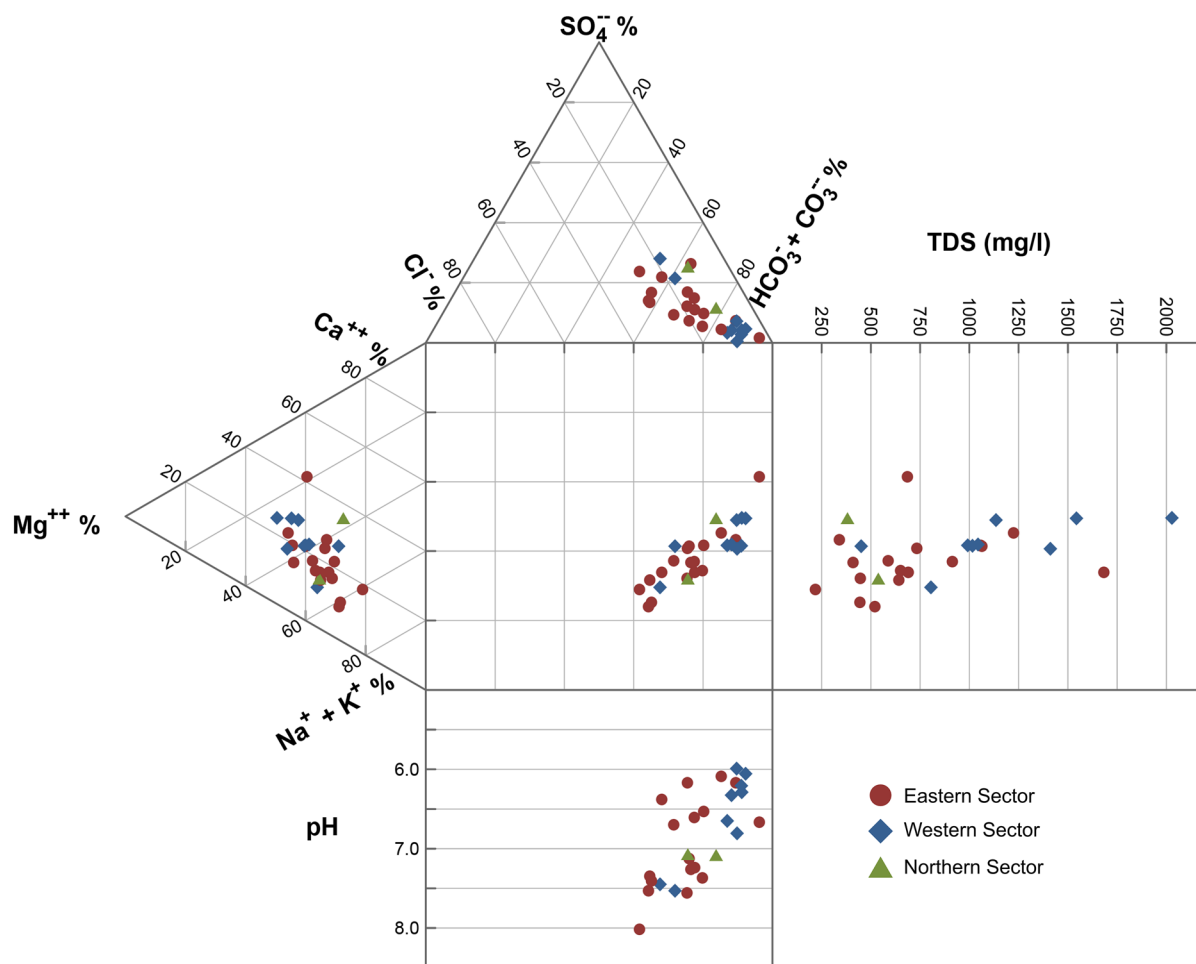 SO₄⁻⁻ %
20
20
40
40
60
60
80
80
Cl⁻ %
HCO₃⁻ + CO₃⁻⁻ %
TDS (mg/l)
250
500
750
1000
1250
1500
1750
2000
Ca⁺⁺ %
80
60
40
20
Mg⁺⁺ %
20
40
60
80
Na⁺ + K⁺ %
6.0
7.0
8.0
pH
Eastern Sector
Western Sector
Northern Sector